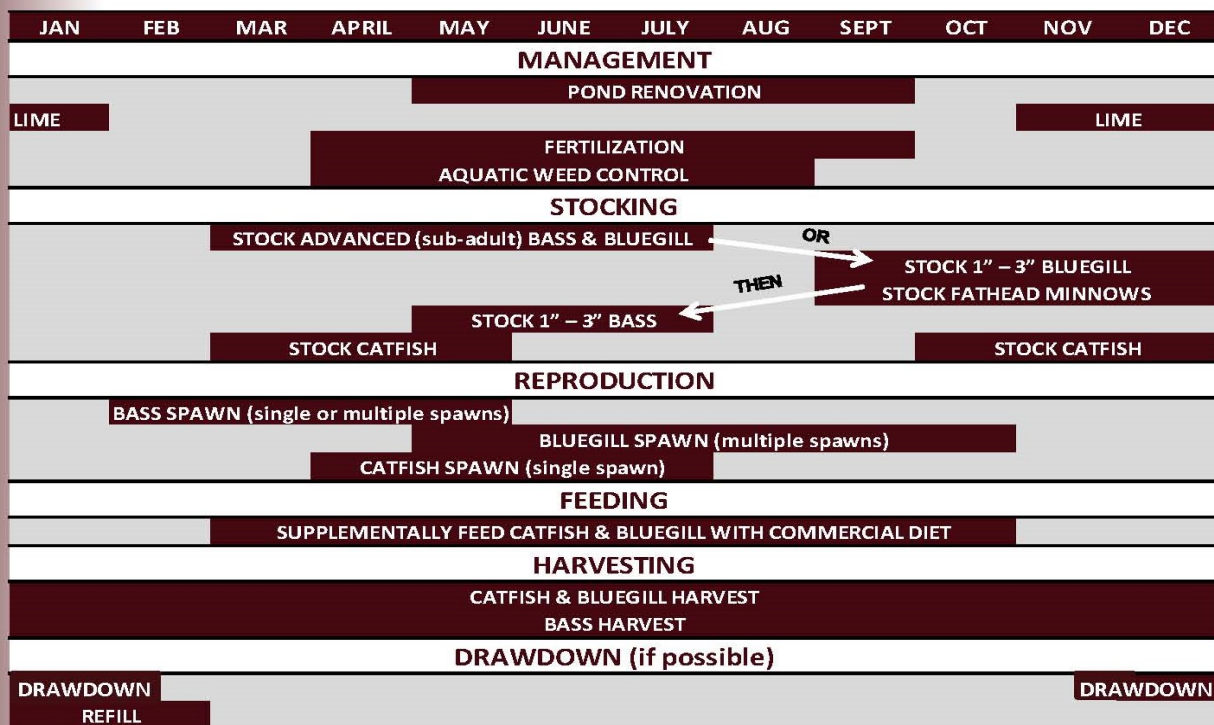 JAN FEB MAR APRIL MAY JUNE JULY AUG SEPT OCT NOV DEC
MANAGEMENT
POND RENOVATION
LIME LIME
FERTILIZATION
AQUATIC WEED CONTROL
STOCKING
STOCK ADVANCED (sub-adult) BASS & BLUEGILL OR
STOCK 1” – 3” BLUEGILL
THEN STOCK FATHEAD MINNOWS
STOCK 1” – 3” BASS
STOCK CATFISH STOCK CATFISH
REPRODUCTION
BASS SPAWN (single or multiple spawns)
BLUEGILL SPAWN (multiple spawns)
CATFISH SPAWN (single spawn)
FEEDING
SUPPLEMENTALLY FEED CATFISH & BLUEGILL WITH COMMERCIAL DIET
HARVESTING
CATFISH & BLUEGILL HARVEST
BASS HARVEST
DRAWDOWN (if possible)
DRAWDOWN DRAWDOWN
REFILL